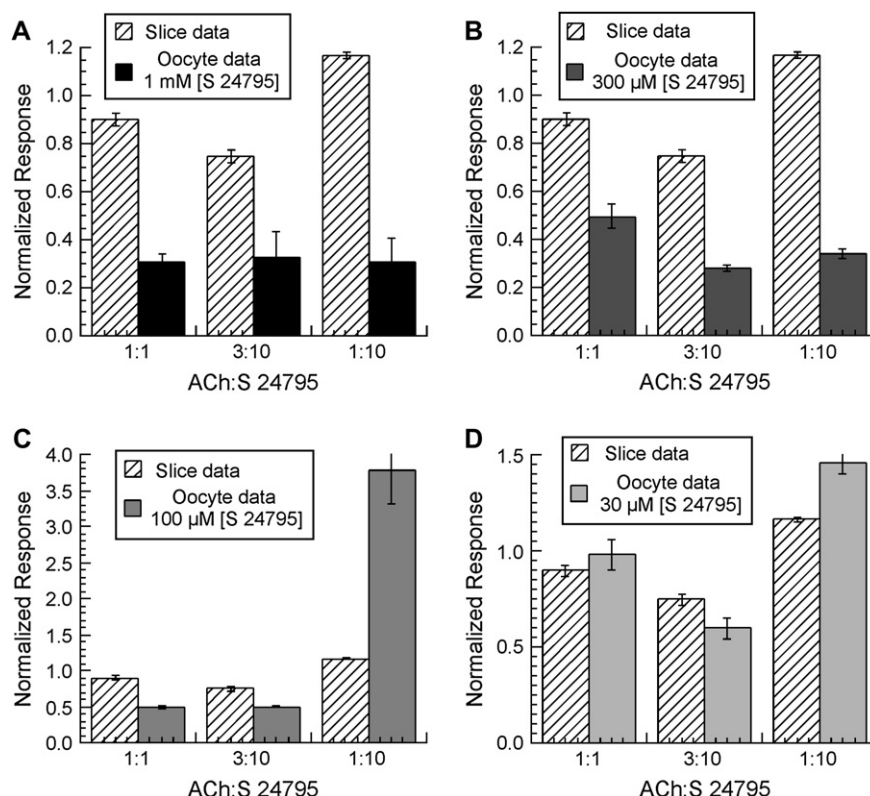 A
Slice data
Oocyte data
1 mM [S 24795]
Normalized Response
1.2
1.0
0.8
0.6
0.4
0.2
0.0
1:1 3:10 1:10
ACh:S 24795
B
Slice data
Oocyte data
300 µM [S 24795]
Normalized Response
1.2
1.0
0.8
0.6
0.4
0.2
0.0
1:1 3:10 1:10
ACh:S 24795
C
Slice data
Oocyte data
100 µM [S 24795]
Normalized Response
4.0
3.5
3.0
2.5
2.0
1.5
1.0
0.5
0.0
1:1 3:10 1:10
ACh:S 24795
D
Slice data
Oocyte data
30 µM [S 24795]
Normalized Response
1.5
1.0
0.5
0.0
1:1 3:10 1:10
ACh:S 24795